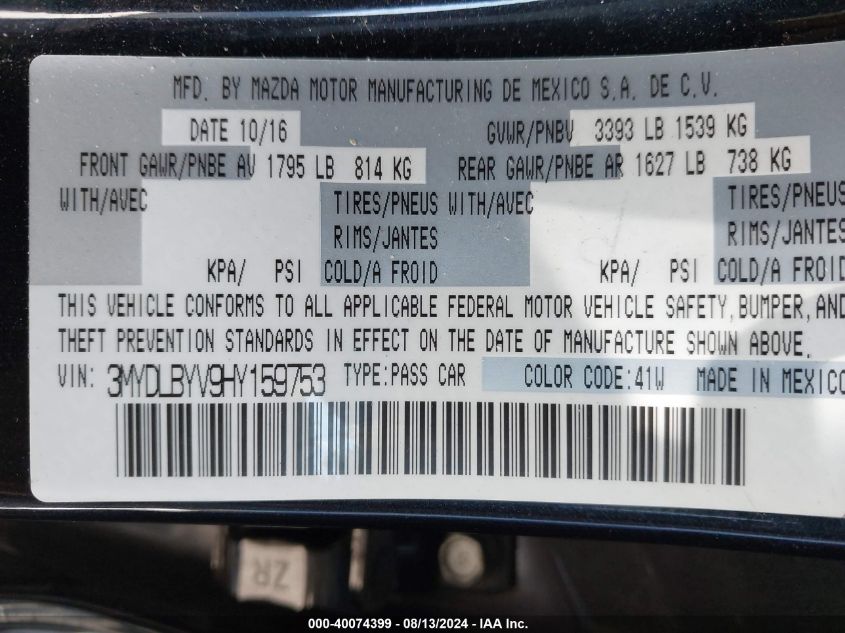 MFD. BY MAZDA MOTOR MANUFACTURING DE MEXICO S.A. DE C.V.
DATE 10/16 GVWR/PNBV 3393 LB 1539 KG
FRONT GAWR/PNBE AV 1795 LB 814 KG REAR GAWR/PNBE AR 1627 LB 738 KG
WITH/AVEC TIRES/PNEUS WITH/AVEC TIRES/PNEUS
RIMS/JANTES RIMS/JANTES
KPA/ PSI COLD/A FROID KPA/ PSI COLD/A FROID
THIS VEHICLE CONFORMS TO ALL APPLICABLE FEDERAL MOTOR VEHICLE SAFETY, BUMPER, AND
THEFT PREVENTION STANDARDS IN EFFECT ON THE DATE OF MANUFACTURE SHOWN ABOVE.
VIN: 3MYDLBYV9HY159753 TYPE:PASS CAR COLOR CODE:41W MADE IN MEXICO
ZR
000-40074399 - 08/13/2024 - IAA Inc.